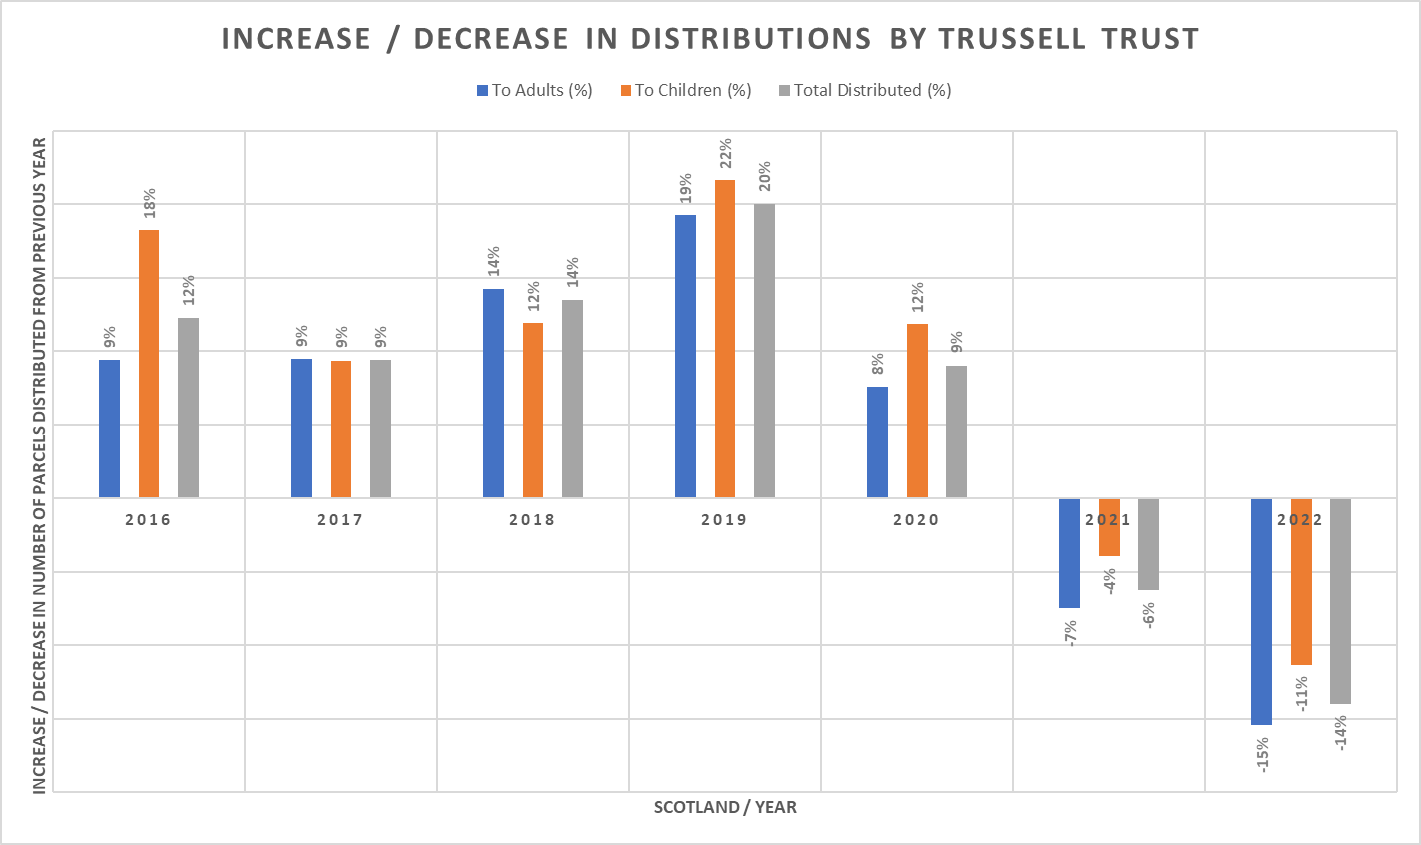 INCREASE / DECREASE IN DISTRIBUTIONS BY TRUSSELL TRUST
To Adults (%) To Children (%) Total Distributed (%)
INCREASE / DECREASE IN NUMBER OF PARCELS DISTRIBUTED FROM PREVIOUS YEAR
9% 18% 12%
9% 9% 9%
14% 12% 14%
19% 22% 20%
8% 12% 9%
-7% -4% -6%
-15% -11% -14%
2016 2017 2018 2019 2020 2021 2022
SCOTLAND / YEAR